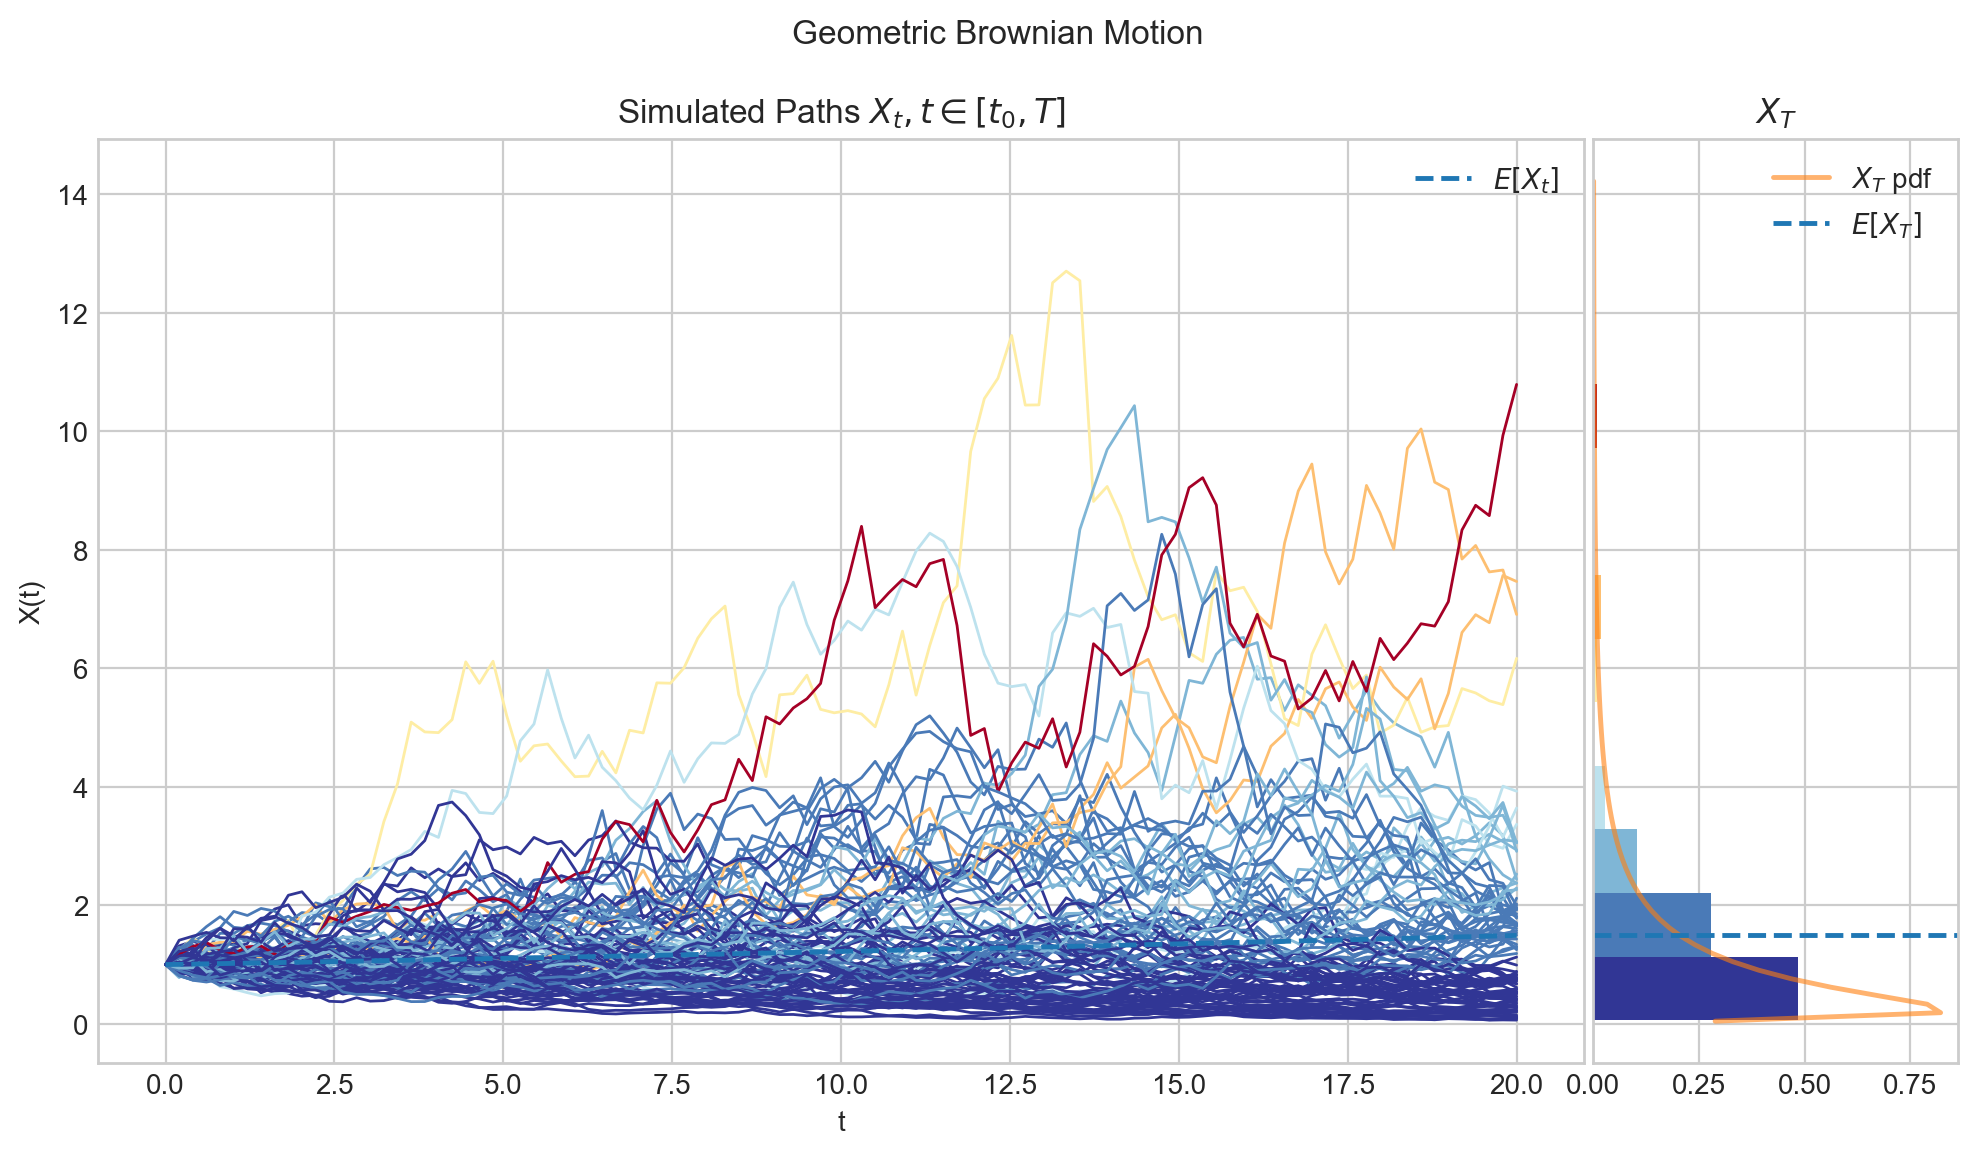 Geometric Brownian Motion
Simulated Paths $X_t, t \in [t_0, T]$
$X_T$
$E[X_t]$
$X_T$ pdf
$E[X_T]$
14
12
10
8
6
4
2
0
X(t)
0.0 2.5 5.0 7.5 10.0 12.5 15.0 17.5 20.0
0.00 0.25 0.50 0.75
t